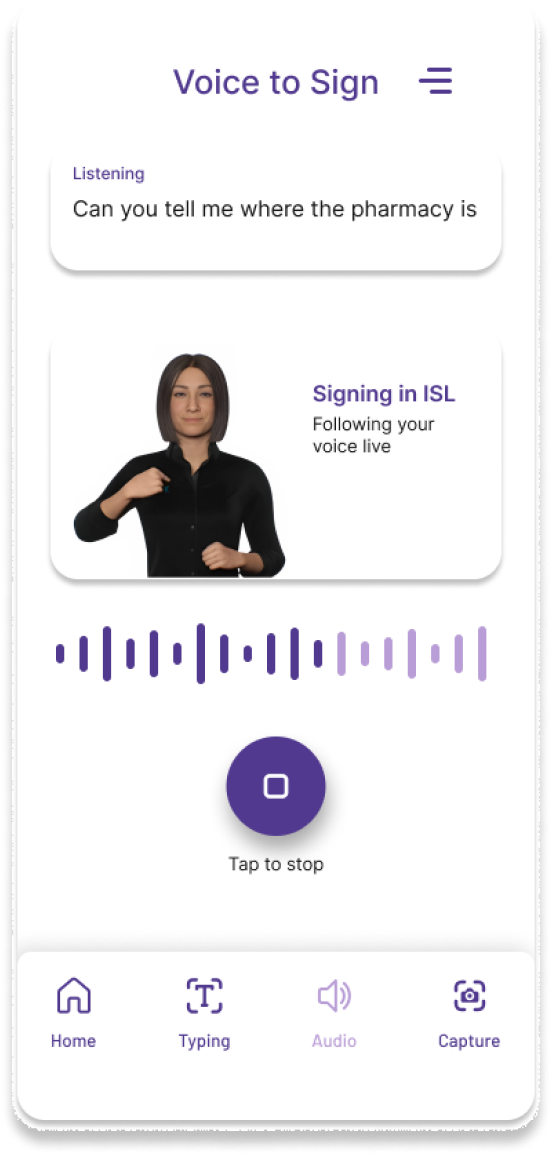 Voice to Sign
Listening
Can you tell me where the pharmacy is
Signing in ISL
Following your
voice live
Tap to stop
Home
Typing
Audio
Capture